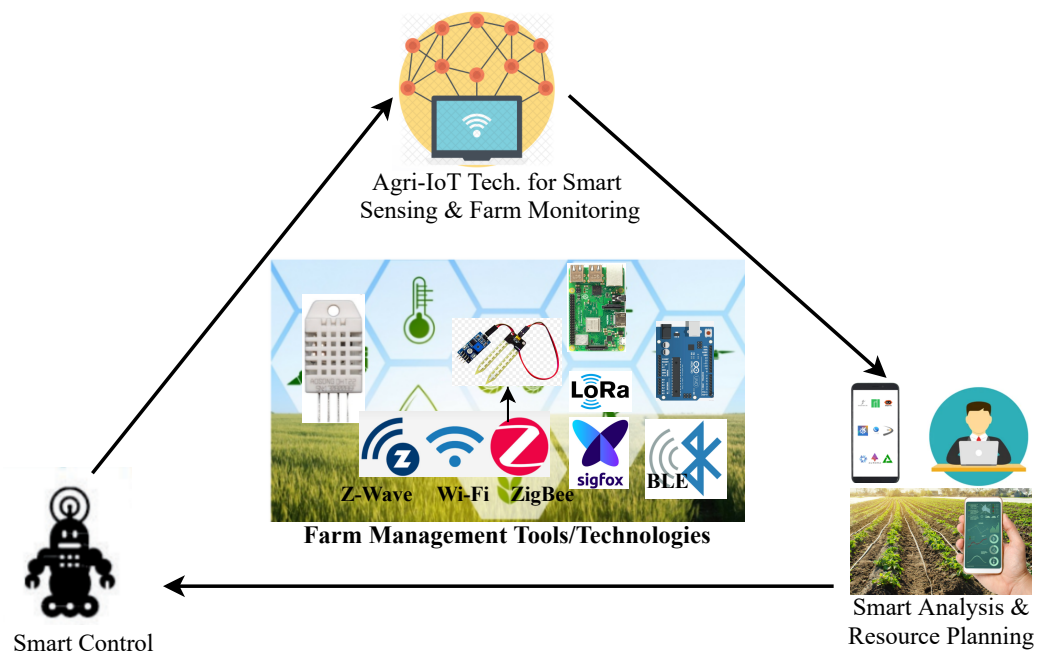 Agri-IoT Tech. for Smart
Sensing & Farm Monitoring
LoRa
Z-Wave
Wi-Fi
ZigBee
sigfox
BLE
Farm Management Tools/Technologies
Smart Control
Smart Analysis &
Resource Planning